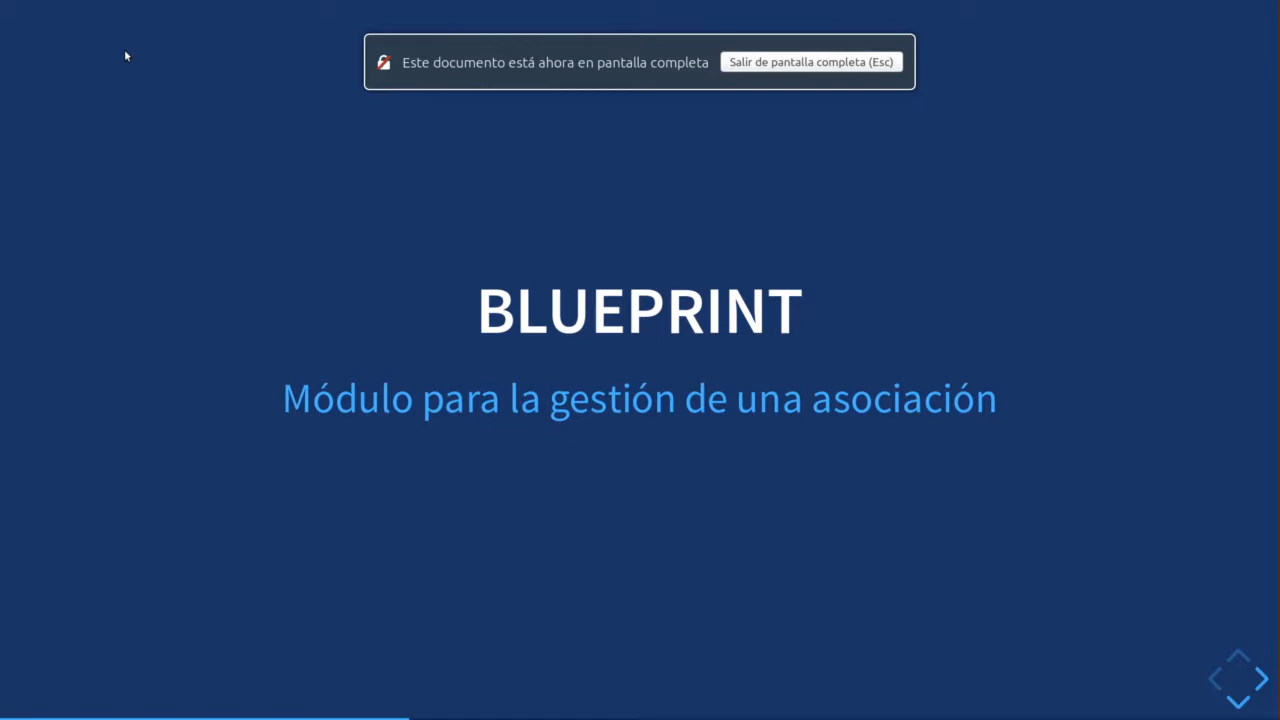 Este documento está ahora en pantalla completa Salir de pantalla completa (Esc)
BLUEPRINT
Módulo para la gestión de una asociación